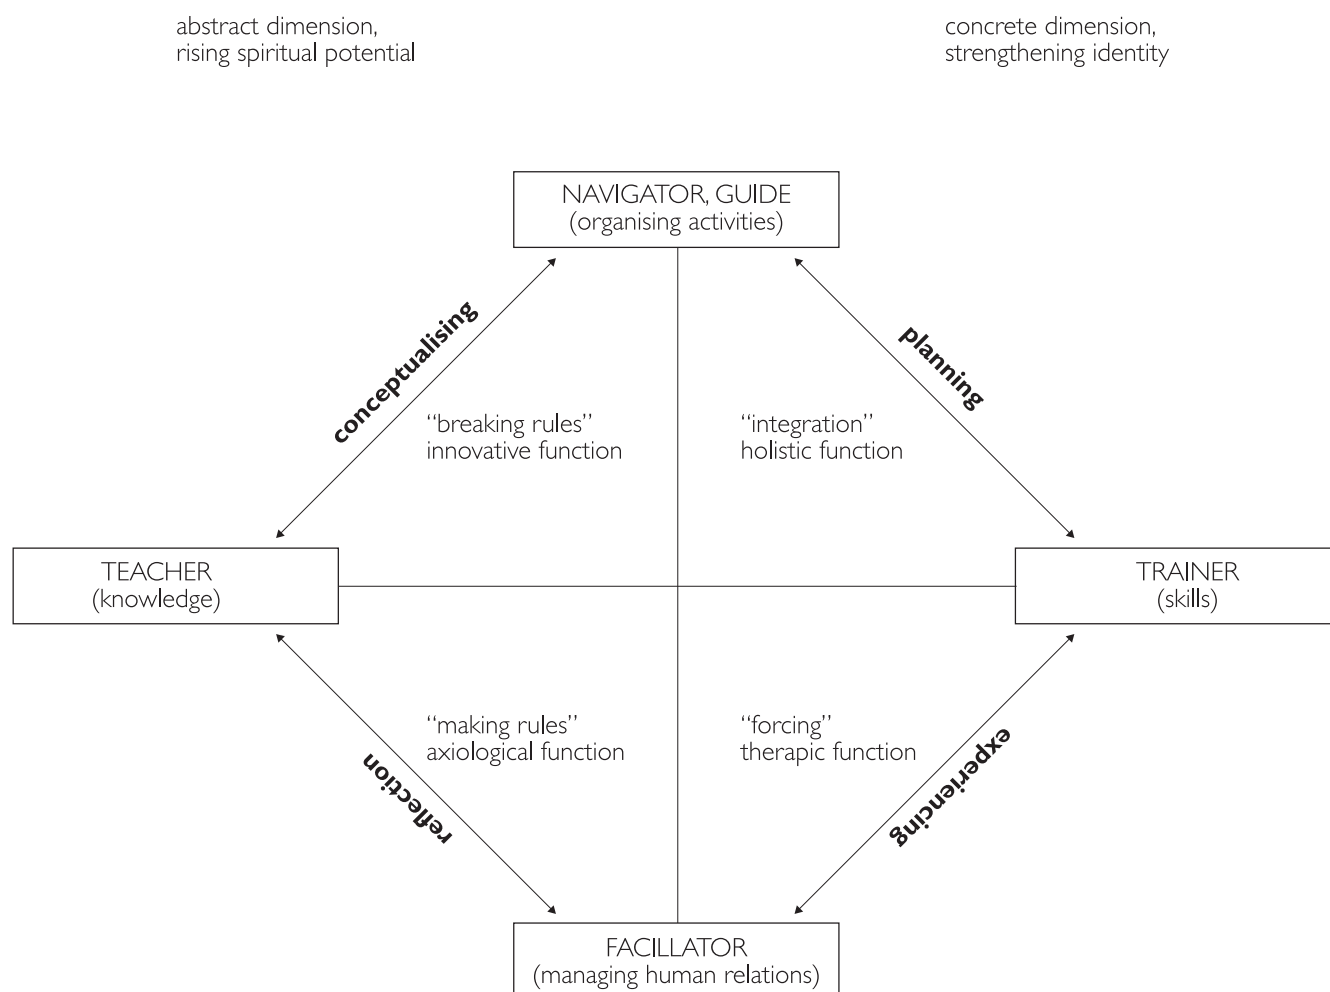 abstract dimension,
rising spiritual potential
concrete dimension,
strengthening identity
NAVIGATOR, GUIDE
(organising activities)
conceptualising
planning
“breaking rules”
innovative function
“integration”
holistic function
TEACHER
(knowledge)
TRAINER
(skills)
“making rules”
axiological function
“forcing”
therapic function
reflection
experiencing
FACILLATOR
(managing human relations)